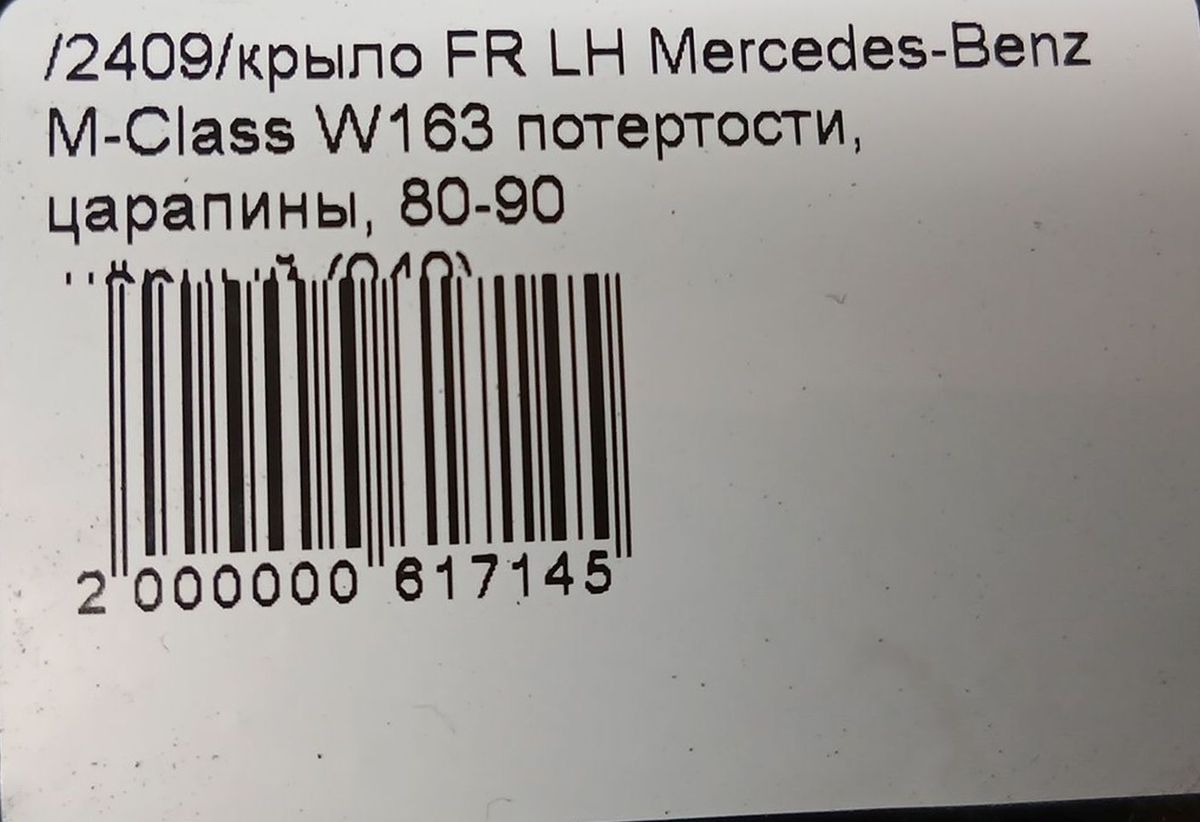 /2409/крыло FR LH Mercedes-Benz
M-Class W163 потертости,
царапины, 80-90
2 000000 617145